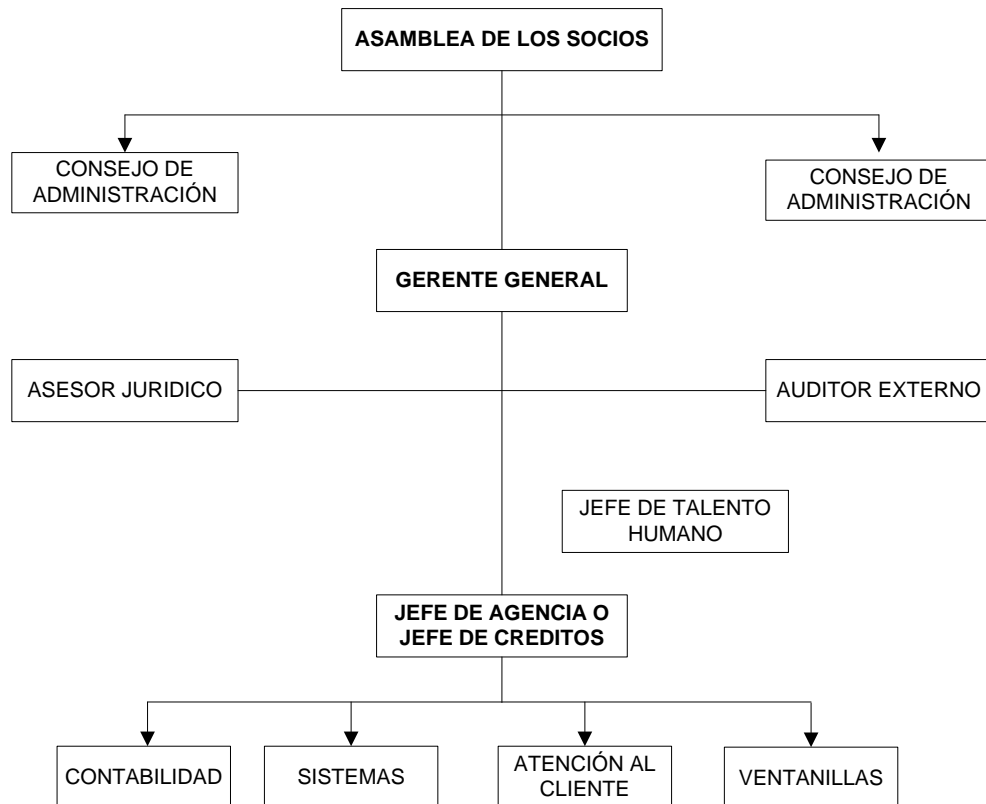 ASAMBLEA DE LOS SOCIOS
CONSEJO DE
ADMINISTRACIÓN
CONSEJO DE
ADMINISTRACIÓN
GERENTE GENERAL
ASESOR JURIDICO
AUDITOR EXTERNO
JEFE DE TALENTO
HUMANO
JEFE DE AGENCIA O
JEFE DE CREDITOS
CONTABILIDAD
SISTEMAS
ATENCIÓN AL
CLIENTE
VENTANILLAS